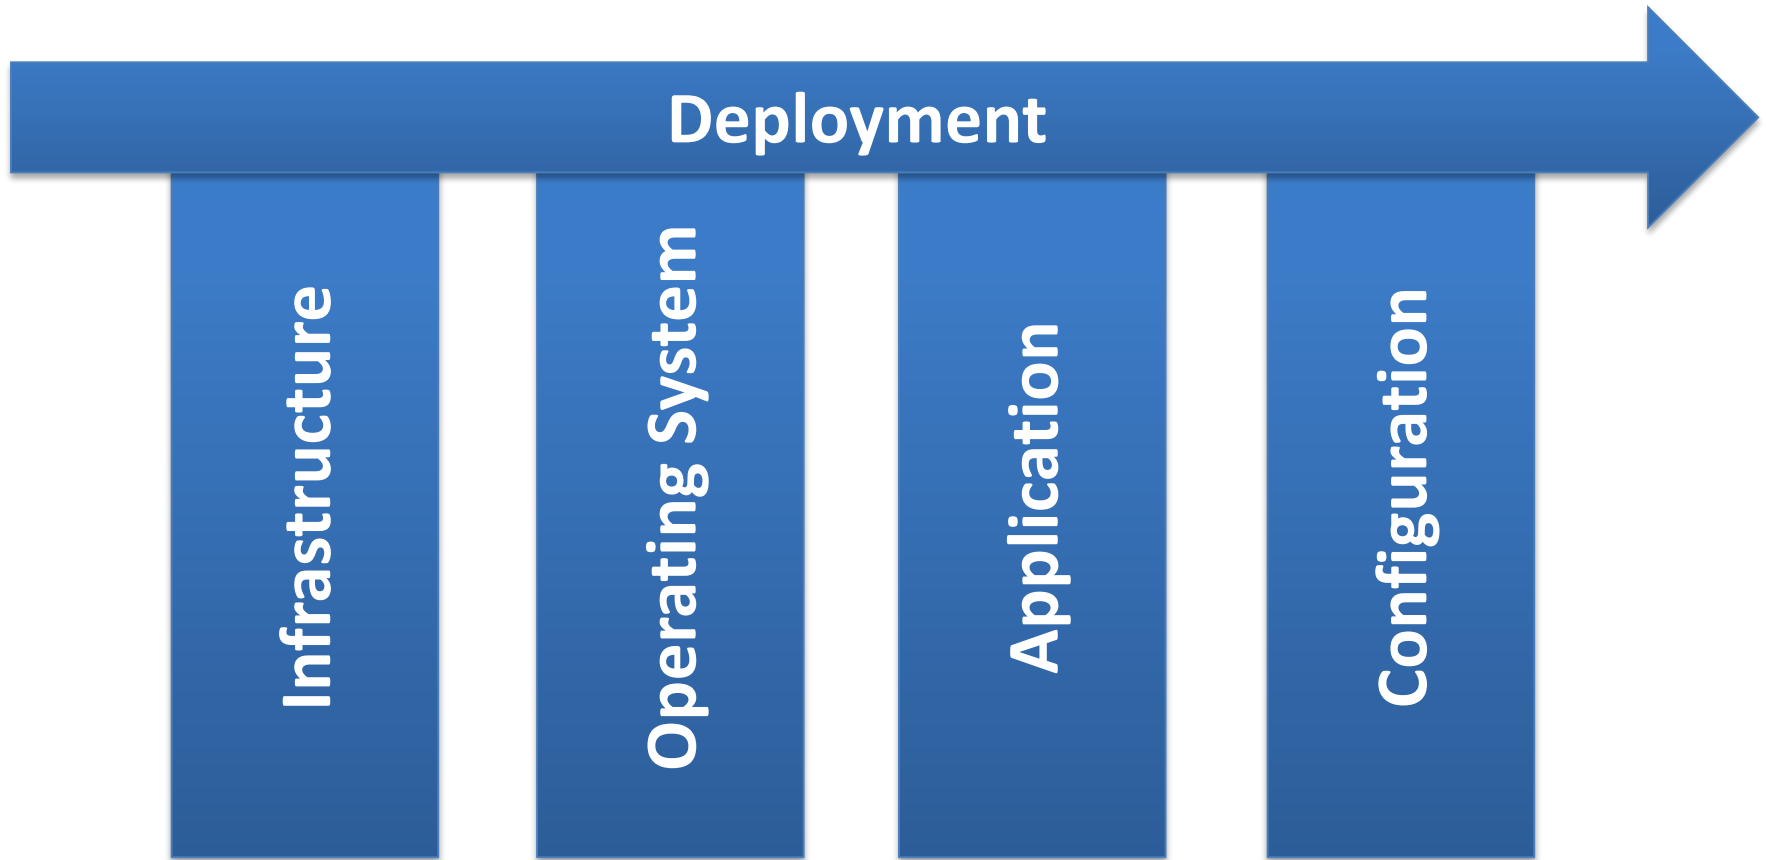 Deployment
Infrastructure
Operating System
Application
Configuration